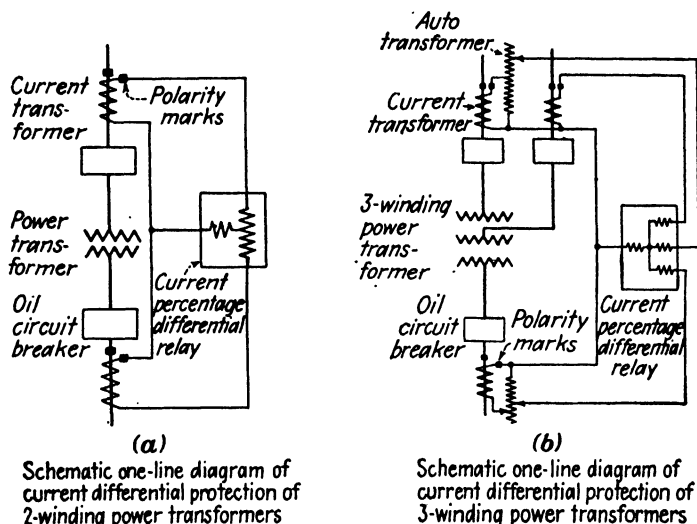 Current
trans-
former
Polarity
marks
Power
trans-
former
Oil
circuit
breaker
Current
percentage
differential
relay
(a)
Schematic one-line diagram of
current differential protection of
2-winding power transformers
Auto
transformer
Current
transformer
3-winding
power
trans-
former
Oil
circuit
breaker
Polarity
marks
Current
percentage
differential
relay
(b)
Schematic one-line diagram of
current differential protection of
3-winding power transformers